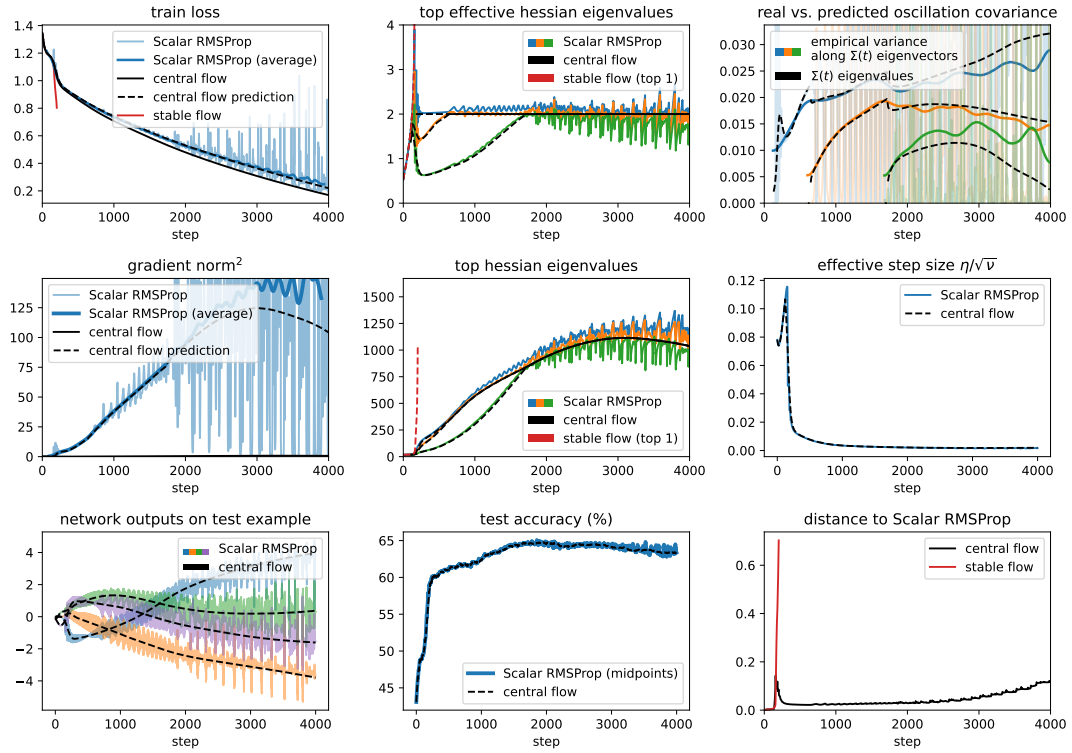 train loss
1.4
1.2
1.0
0.8
0.6
0.4
0.2
0
1000
2000
3000
4000
step
Scalar RMSProp
Scalar RMSProp (average)
central flow
central flow prediction
stable flow
top effective hessian eigenvalues
4
3
2
1
0
0
1000
2000
3000
4000
step
Scalar RMSProp
central flow
stable flow (top 1)
real vs. predicted oscillation covariance
0.030
0.025
0.020
0.015
0.010
0.005
0.000
0
1000
2000
3000
4000
step
empirical variance
along Σ(t) eigenvectors
Σ(t) eigenvalues
gradient norm²
125
100
75
50
25
0
0
1000
2000
3000
4000
step
Scalar RMSProp
Scalar RMSProp (average)
central flow
central flow prediction
top hessian eigenvalues
1500
1250
1000
750
500
250
0
0
1000
2000
3000
4000
step
Scalar RMSProp
central flow
stable flow (top 1)
effective step size η/√ν
0.12
0.10
0.08
0.06
0.04
0.02
0.00
0
1000
2000
3000
4000
step
Scalar RMSProp
central flow
network outputs on test example
4
2
0
−2
−4
0
1000
2000
3000
4000
step
Scalar RMSProp
central flow
test accuracy (%)
65
60
55
50
45
0
1000
2000
3000
4000
step
Scalar RMSProp (midpoints)
central flow
distance to Scalar RMSProp
0.6
0.4
0.2
0.0
0
1000
2000
3000
4000
step
central flow
stable flow